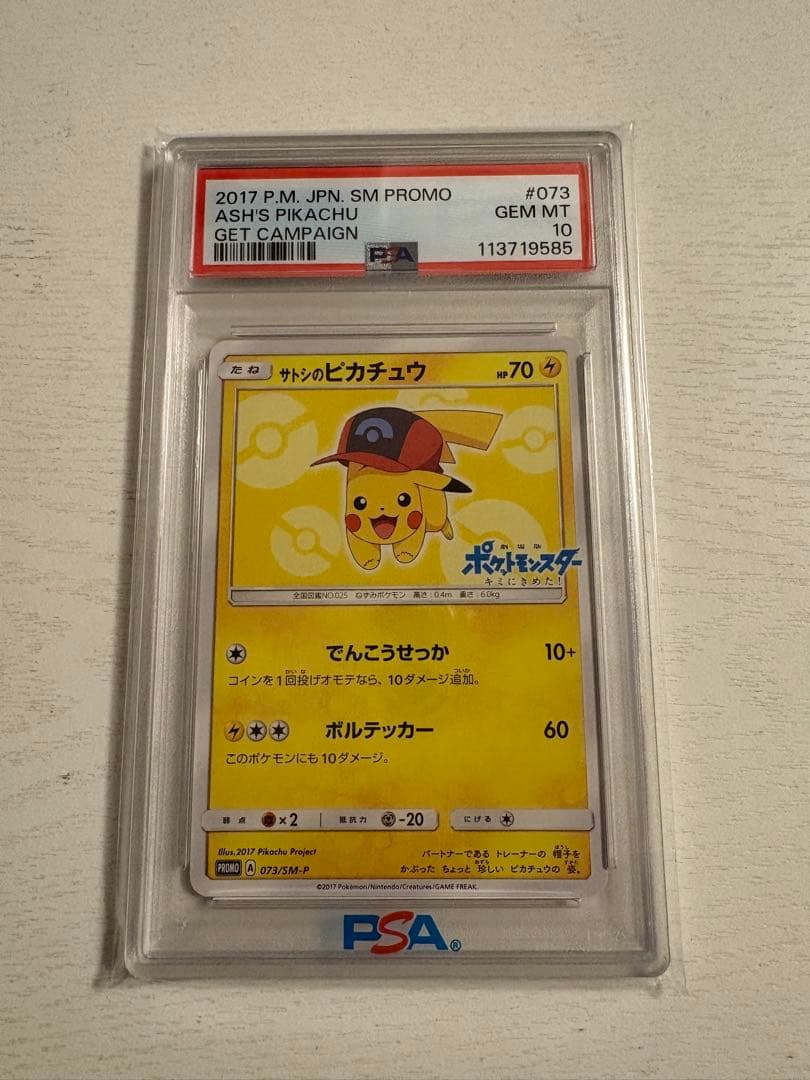 2017 P.M. JPN. SM PROMO #073
ASH'S PIKACHU GEM MT
GET CAMPAIGN 10
PSA 113719585
たね サトシのピカチュウ HP70
劇場版
ポケットモンスター
キミにきめた!
全国図鑑NO.025 ねずみポケモン 高さ:0.4m 重さ:6.0kg
でんこうせっか 10+
コインを1回投げオモテなら、10ダメージ追加。
ボルテッカー 60
このポケモンにも10ダメージ。
弱点 ×2 抵抗力 -20 にげる
Illus.2017 Pikachu Project
パートナーである トレーナーの 帽子を
かぶった ちょっと 珍しい ピカチュウの 姿。
PROMO A 073/SM-P
©2017 Pokémon/Nintendo/Creatures/GAME FREAK.
PSA®